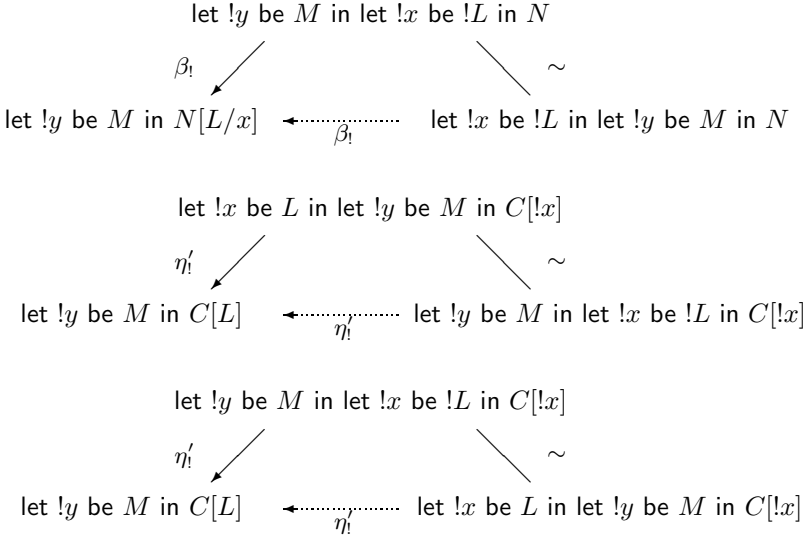 let !y be M in let !x be !L in N
β! ∼
let !y be M in N[L/x] β! let !x be !L in let !y be M in N
let !x be L in let !y be M in C[!x]
η′! ∼
let !y be M in C[L] η′! let !y be M in let !x be !L in C[!x]
let !y be M in let !x be !L in C[!x]
η′! ∼
let !y be M in C[L] η′! let !x be L in let !y be M in C[!x]